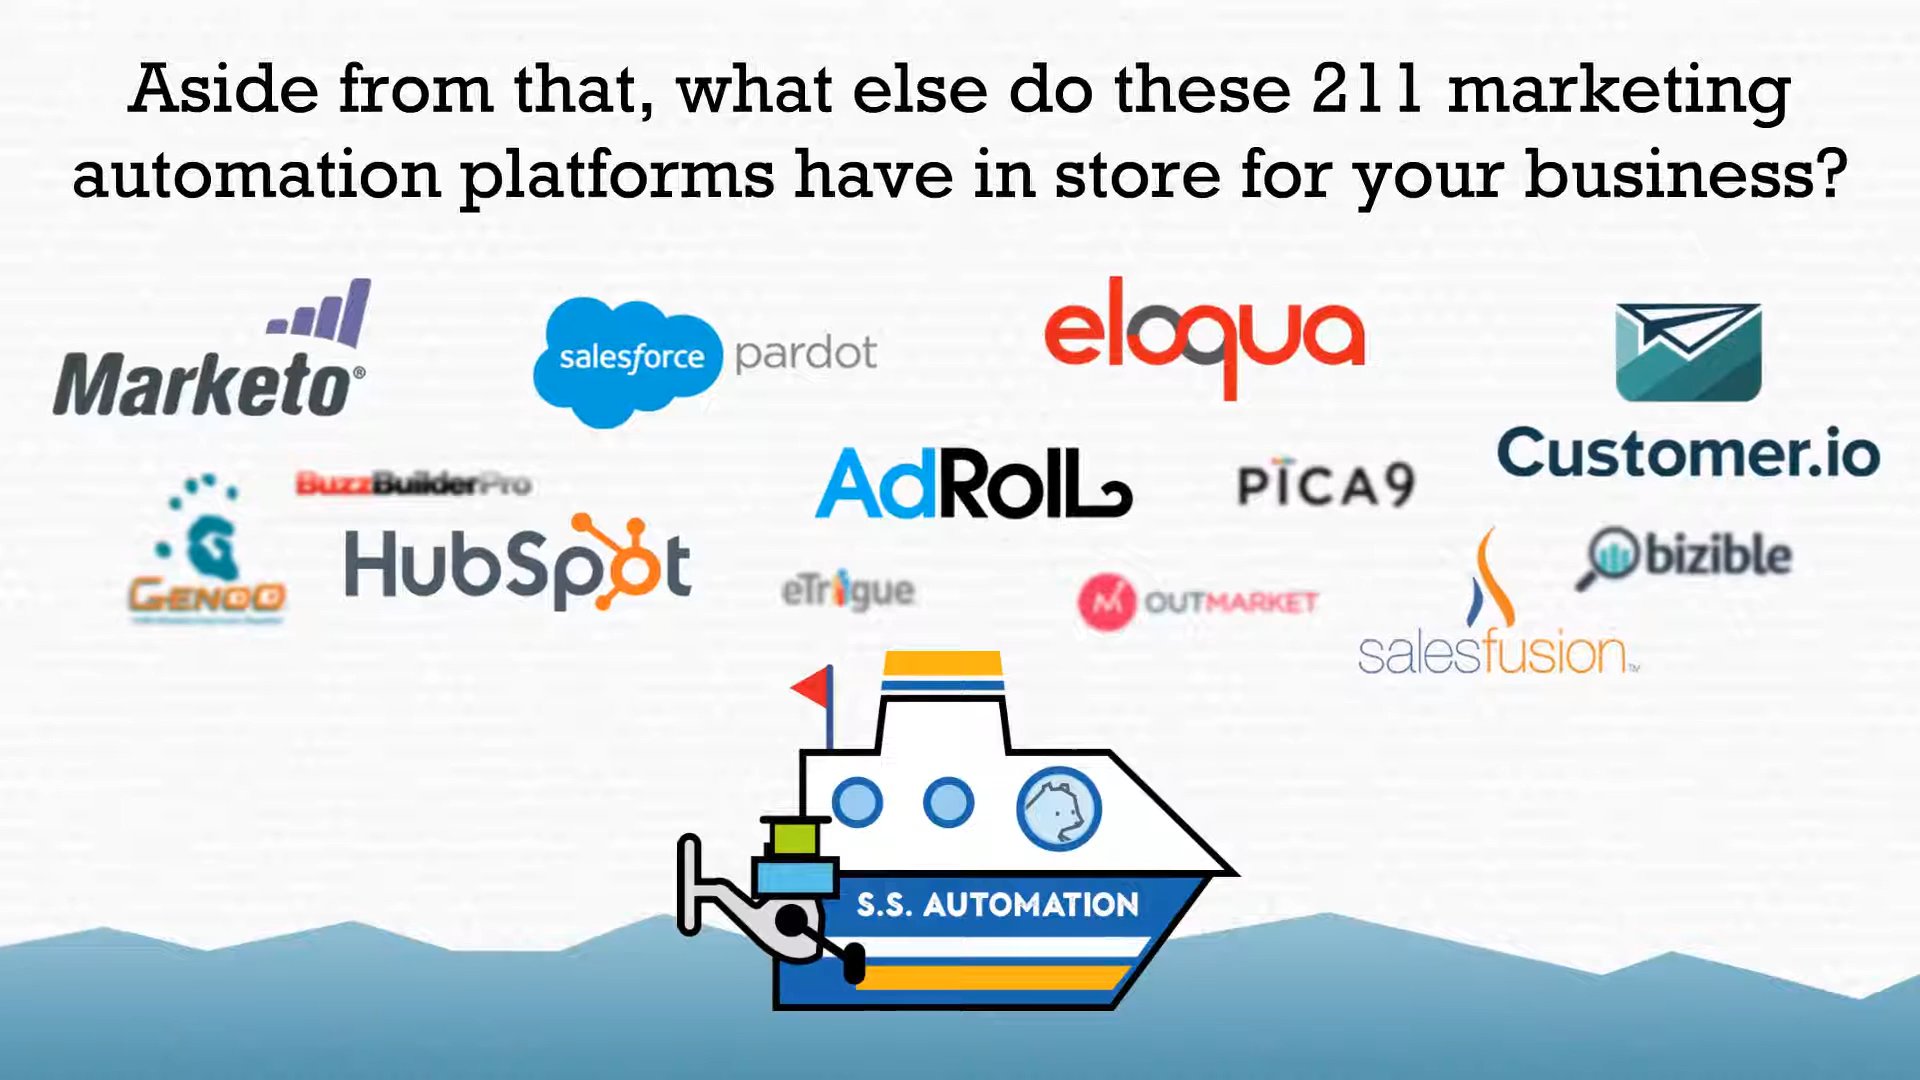 Aside from that, what else do these 211 marketing
automation platforms have in store for your business?
Marketo®
salesforce pardot
eloqua
Customer.io
BuzzBuilderPro
AdRoll
PICA9
GENOO
HubSpot
eTrigue
OUTMARKET
bizible
salesfusion™
S.S. AUTOMATION